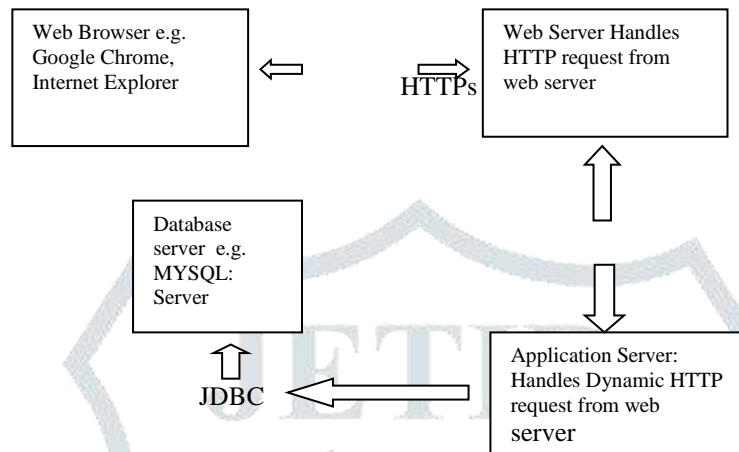 Web Browser e.g.
Google Chrome,
Internet Explorer
HTTPs
Web Server Handles
HTTP request from
web server
Database
server e.g.
MYSQL:
Server
JDBC
Application Server:
Handles Dynamic HTTP
request from web
server